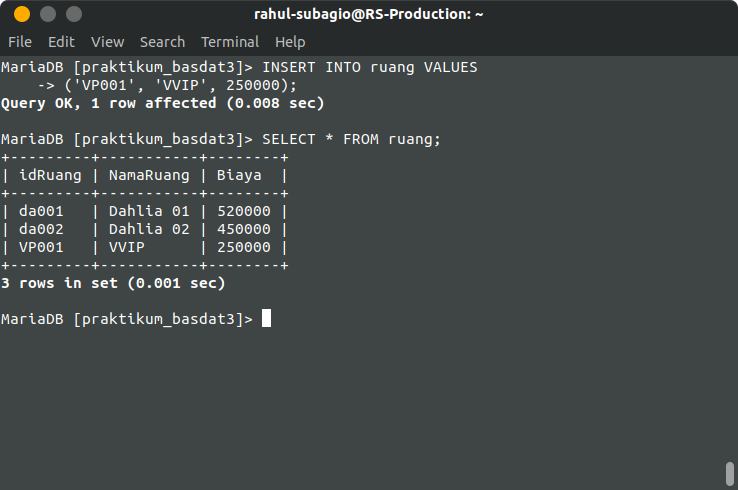 rahul-subagio@RS-Production: ~
File Edit View Search Terminal Help
MariaDB [praktikum_basdat3]> INSERT INTO ruang VALUES
    -> ('VP001', 'VVIP', 250000);
Query OK, 1 row affected (0.008 sec)

MariaDB [praktikum_basdat3]> SELECT * FROM ruang;
+---------+-----------+--------+
| idRuang | NamaRuang | Biaya  |
+---------+-----------+--------+
| da001   | Dahlia 01 | 520000 |
| da002   | Dahlia 02 | 450000 |
| VP001   | VVIP      | 250000 |
+---------+-----------+--------+
3 rows in set (0.001 sec)

MariaDB [praktikum_basdat3]>